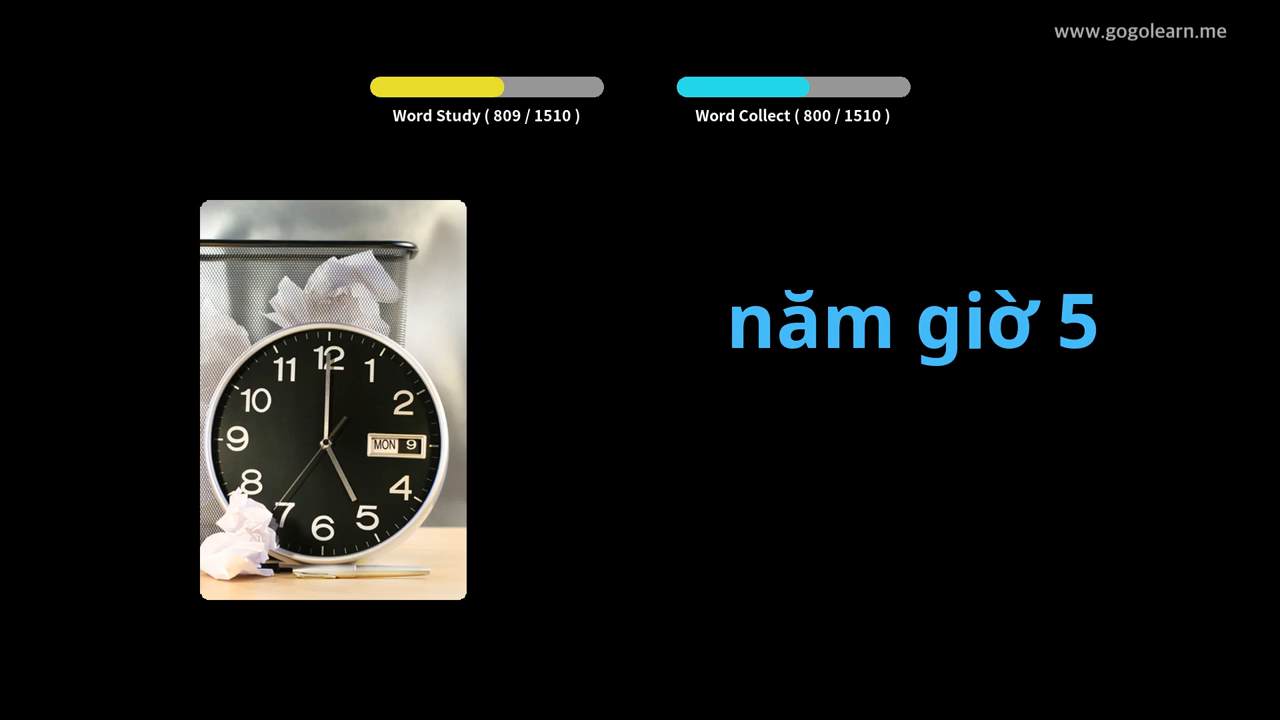 www.gogolearn.me
Word Study ( 809 / 1510 )
Word Collect ( 800 / 1510 )
năm giờ 5
12
11
1
10
2
9
MON 9
8
4
7
5
6